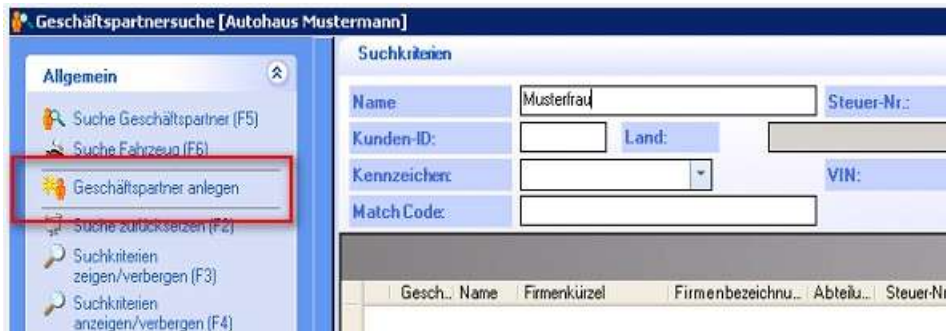 Geschäftspartnersuche [Autohaus Mustermann]
Allgemein
Suche Geschäftspartner (F5)
Suche Fahrzeug (F6)
Geschäftspartner anlegen
Suche zurücksetzen (F2)
Suchkriterien
zeigen/verbergen (F3)
Suchkriterien
anzeigen/verbergen (F4)
Suchkriterien
Name Musterfrau Steuer-Nr.:
Kunden-ID: Land:
Kennzeichen: VIN:
Match Code:
Gesch... Name Firmenkürzel Firmenbezeichnu... Abteilu... Steuer-Nr